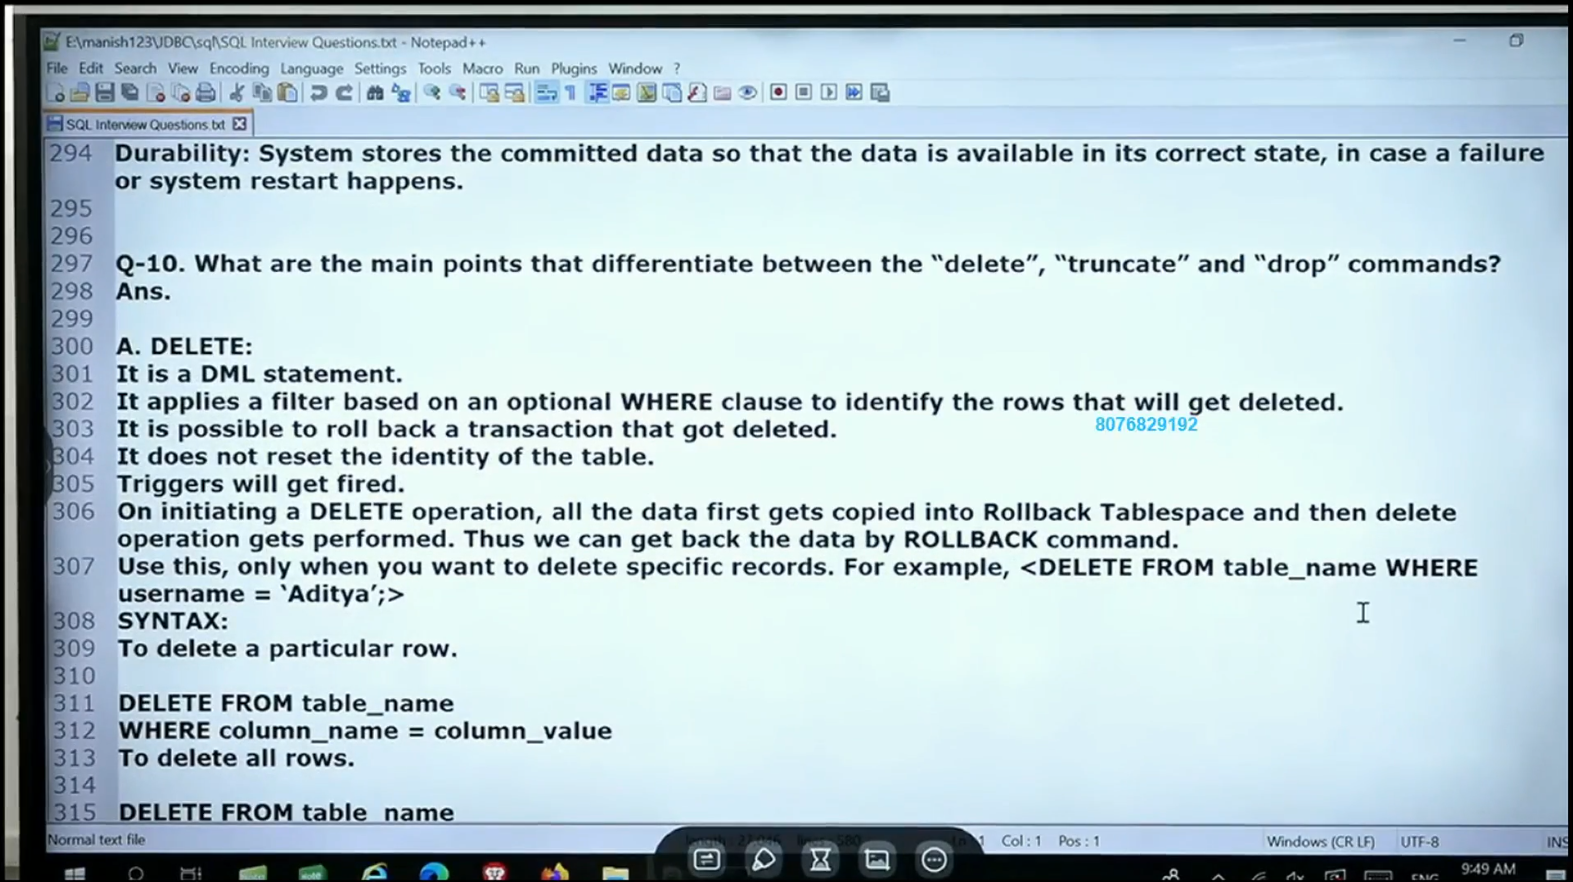 E:\manish123\JDBC\sql\SQL Interview Questions.txt - Notepad++
File Edit Search View Encoding Language Settings Tools Macro Run Plugins Window ?
SQL Interview Questions.txt
294 Durability: System stores the committed data so that the data is available in its correct state, in case a failure
or system restart happens.
295
296
297 Q-10. What are the main points that differentiate between the “delete”, “truncate” and “drop” commands?
298 Ans.
299
300 A. DELETE:
301 It is a DML statement.
302 It applies a filter based on an optional WHERE clause to identify the rows that will get deleted.
8076829192
303 It is possible to roll back a transaction that got deleted.
304 It does not reset the identity of the table.
305 Triggers will get fired.
306 On initiating a DELETE operation, all the data first gets copied into Rollback Tablespace and then delete
operation gets performed. Thus we can get back the data by ROLLBACK command.
307 Use this, only when you want to delete specific records. For example, <DELETE FROM table_name WHERE
username = ‘Aditya’;>
308 SYNTAX:
309 To delete a particular row.
310
311 DELETE FROM table_name
312 WHERE column_name = column_value
313 To delete all rows.
314
315 DELETE FROM table_name
Normal text file Col : 1 Pos : 1 Windows (CR LF) UTF-8 INS
ENG 9:49 AM